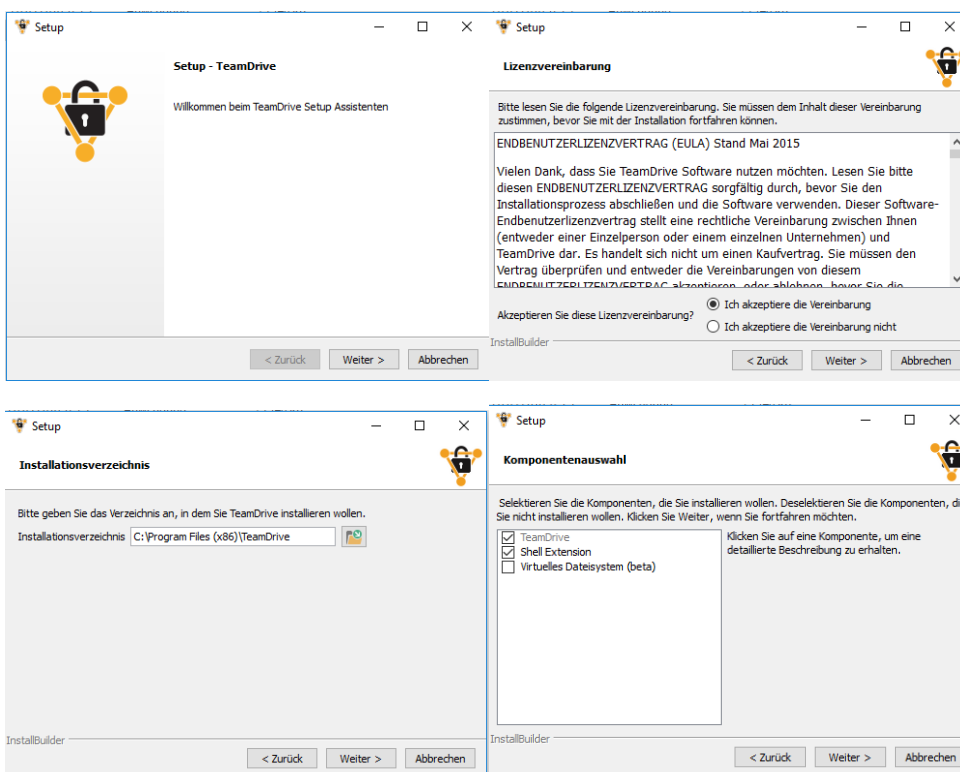 Setup
Setup - TeamDrive
Willkommen beim TeamDrive Setup Assistenten
< Zurück
Weiter >
Abbrechen
Setup
Lizenzvereinbarung
Bitte lesen Sie die folgende Lizenzvereinbarung. Sie müssen dem Inhalt dieser Vereinbarung
zustimmen, bevor Sie mit der Installation fortfahren können.
ENDBENUTZERLIZENZVERTRAG (EULA) Stand Mai 2015
Vielen Dank, dass Sie TeamDrive Software nutzen möchten. Lesen Sie bitte
diesen ENDBENUTZERLIZENZVERTRAG sorgfältig durch, bevor Sie den
Installationsprozess abschließen und die Software verwenden. Dieser Software-
Endbenutzerlizenzvertrag stellt eine rechtliche Vereinbarung zwischen Ihnen
(entweder einer Einzelperson oder einem einzelnen Unternehmen) und
TeamDrive dar. Es handelt sich nicht um einen Kaufvertrag. Sie müssen den
Vertrag überprüfen und entweder die Vereinbarungen von diesem
ENDBENUTZERLIZENZVERTRAG akzeptieren, oder ablehnen, bevor Sie die
Akzeptieren Sie diese Lizenzvereinbarung?
Ich akzeptiere die Vereinbarung
Ich akzeptiere die Vereinbarung nicht
InstallBuilder
< Zurück
Weiter >
Abbrechen
Setup
Installationsverzeichnis
Bitte geben Sie das Verzeichnis an, in dem Sie TeamDrive installieren wollen.
Installationsverzeichnis C:\Program Files (x86)\TeamDrive
InstallBuilder
< Zurück
Weiter >
Abbrechen
Setup
Komponentenauswahl
Selektieren Sie die Komponenten, die Sie installieren wollen. Deselektieren Sie die Komponenten, di
Sie nicht installieren wollen. Klicken Sie Weiter, wenn Sie fortfahren möchten.
TeamDrive
Shell Extension
Virtuelles Dateisystem (beta)
Klicken Sie auf eine Komponente, um eine
detaillierte Beschreibung zu erhalten.
InstallBuilder
< Zurück
Weiter >
Abbrechen